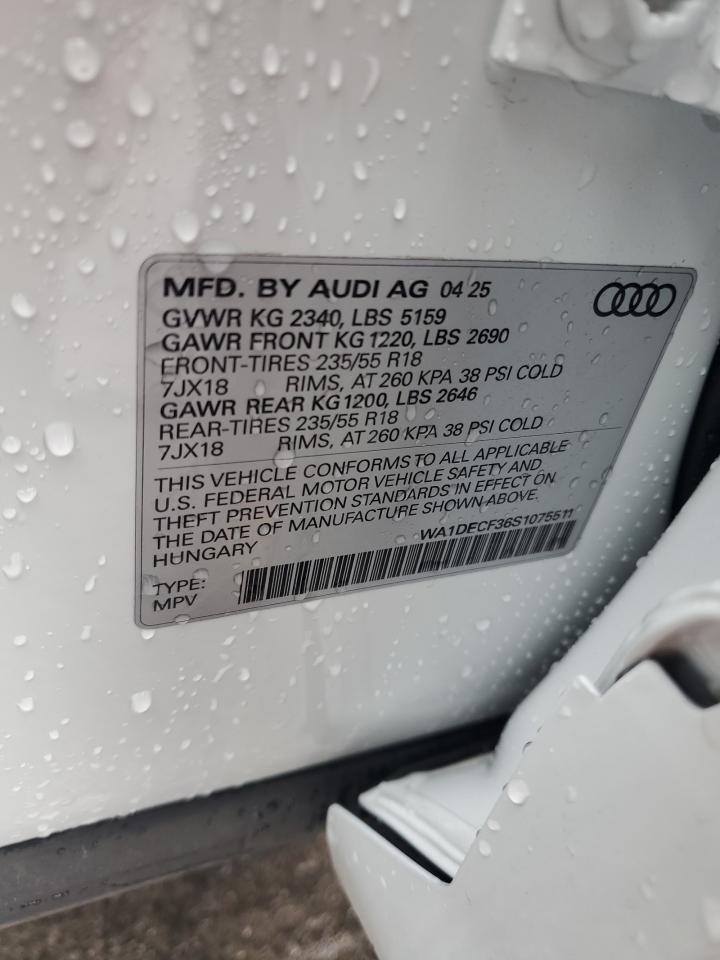 MFD. BY AUDI AG 04 25
GVWR KG 2340, LBS 5159
GAWR FRONT KG 1220, LBS 2690
FRONT-TIRES 235/55 R18
7JX18 RIMS, AT 260 KPA 38 PSI COLD
GAWR REAR KG1200, LBS 2646
REAR-TIRES 235/55 R18
7JX18 RIMS, AT 260 KPA 38 PSI COLD
THIS VEHICLE CONFORMS TO ALL APPLICABLE
U.S. FEDERAL MOTOR VEHICLE SAFETY AND
THEFT PREVENTION STANDARDS IN EFFECT ON
THE DATE OF MANUFACTURE SHOWN ABOVE.
HUNGARY WA1DECF36S1075511
TYPE:
MPV